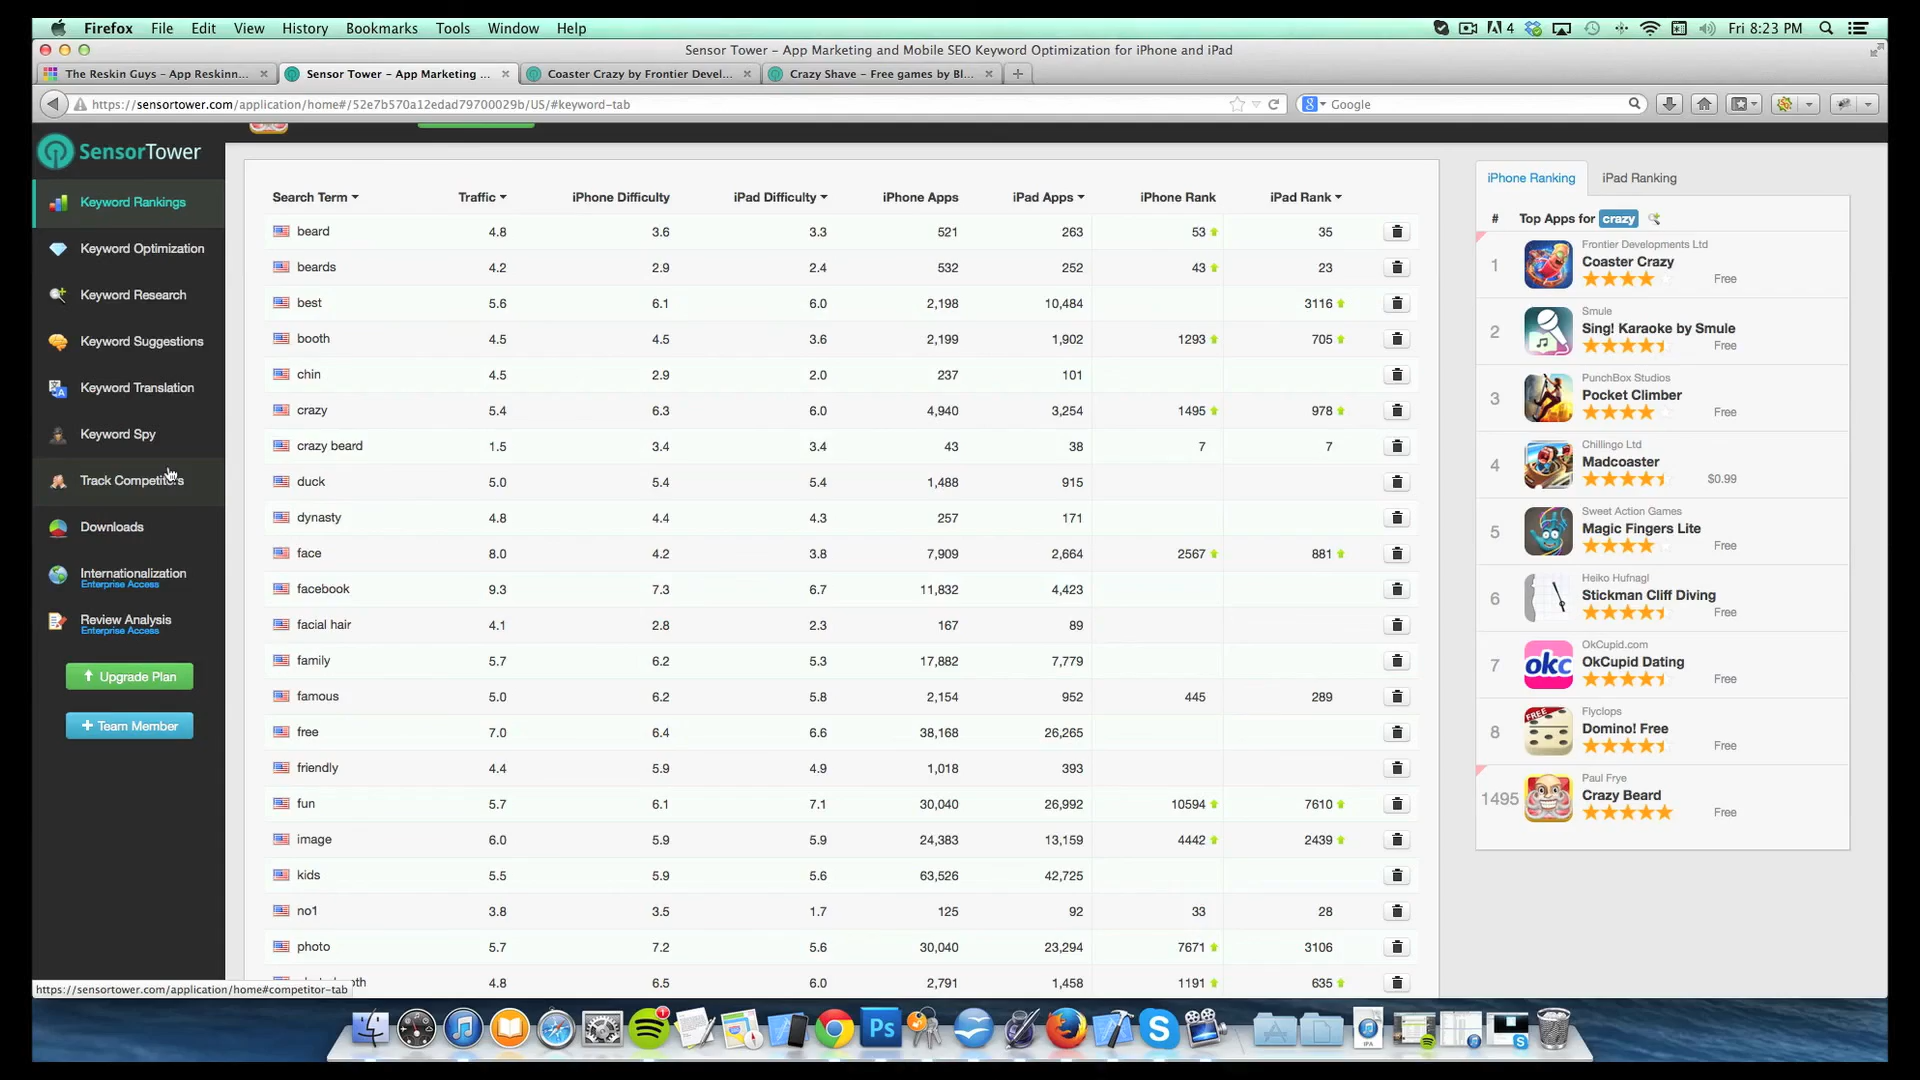 Firefox File Edit View History Bookmarks Tools Window Help 4 Fri 8:23 PM
Sensor Tower – App Marketing and Mobile SEO Keyword Optimization for iPhone and iPad
The Reskin Guys – App Reskinn... Sensor Tower – App Marketing ... Coaster Crazy by Frontier Devel... Crazy Shave – Free games by Bl...
https://sensortower.com/application/home#/52e7b570a12edad79700029b/US/#keyword-tab Google
SensorTower
Keyword Rankings
Keyword Optimization
Keyword Research
Keyword Suggestions
Keyword Translation
Keyword Spy
Track Competitors
Downloads
Internationalization
Enterprise Access
Review Analysis
Enterprise Access
Upgrade Plan
+ Team Member
Search Term Traffic iPhone Difficulty iPad Difficulty iPhone Apps iPad Apps iPhone Rank iPad Rank
beard 4.8 3.6 3.3 521 263 53 35
beards 4.2 2.9 2.4 532 252 43 23
best 5.6 6.1 6.0 2,198 10,484 3116
booth 4.5 4.5 3.6 2,199 1,902 1293 705
chin 4.5 2.9 2.0 237 101
crazy 5.4 6.3 6.0 4,940 3,254 1495 978
crazy beard 1.5 3.4 3.4 43 38 7 7
duck 5.0 5.4 5.4 1,488 915
dynasty 4.8 4.4 4.3 257 171
face 8.0 4.2 3.8 7,909 2,664 2567 881
facebook 9.3 7.3 6.7 11,832 4,423
facial hair 4.1 2.8 2.3 167 89
family 5.7 6.2 5.3 17,882 7,779
famous 5.0 6.2 5.8 2,154 952 445 289
free 7.0 6.4 6.6 38,168 26,265
friendly 4.4 5.9 4.9 1,018 393
fun 5.7 6.1 7.1 30,040 26,992 10594 7610
image 6.0 5.9 5.9 24,383 13,159 4442 2439
kids 5.5 5.9 5.6 63,526 42,725
no1 3.8 3.5 1.7 125 92 33 28
photo 5.7 7.2 5.6 30,040 23,294 7671 3106
4.8 6.5 6.0 2,791 1,458 1191 635
iPhone Ranking iPad Ranking
# Top Apps for crazy
1 Frontier Developments Ltd
Coaster Crazy
Free
2 Smule
Sing! Karaoke by Smule
Free
3 PunchBox Studios
Pocket Climber
Free
4 Chillingo Ltd
Madcoaster
$0.99
5 Sweet Action Games
Magic Fingers Lite
Free
6 Heiko Hufnagl
Stickman Cliff Diving
Free
7 okc OkCupid.com
OkCupid Dating
Free
8 FREE Flyclops
Domino! Free
Free
1495 Paul Frye
Crazy Beard
Free
https://sensortower.com/application/home#competitor-tab
1 Ps IPA